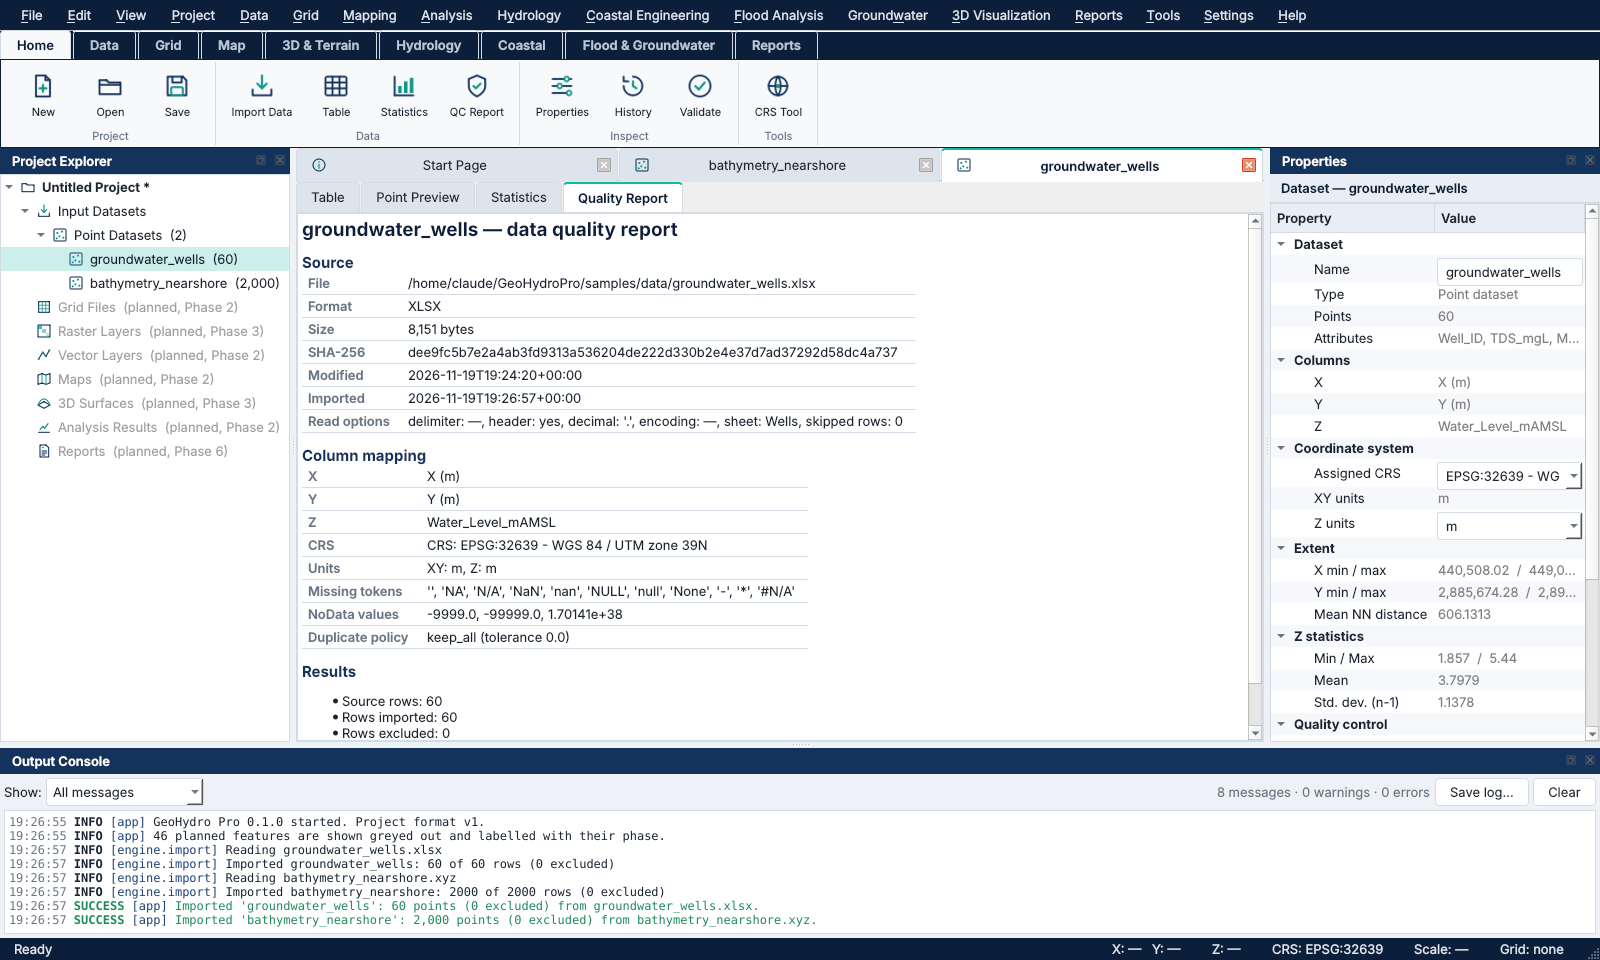 File Edit View Project Data Grid Mapping Analysis Hydrology Coastal Engineering Flood Analysis Groundwater 3D Visualization Reports Tools Settings Help
Home Data Grid Map 3D & Terrain Hydrology Coastal Flood & Groundwater Reports
New Open Save Import Data Table Statistics QC Report Properties History Validate CRS Tool
Project Data Inspect Tools
Project Explorer
Untitled Project *
Input Datasets
Point Datasets (2)
groundwater_wells (60)
bathymetry_nearshore (2,000)
Grid Files (planned, Phase 2)
Raster Layers (planned, Phase 3)
Vector Layers (planned, Phase 2)
Maps (planned, Phase 2)
3D Surfaces (planned, Phase 3)
Analysis Results (planned, Phase 2)
Reports (planned, Phase 6)
Start Page bathymetry_nearshore groundwater_wells
Table Point Preview Statistics Quality Report
groundwater_wells — data quality report
Source
File /home/claude/GeoHydroPro/samples/data/groundwater_wells.xlsx
Format XLSX
Size 8,151 bytes
SHA-256 dee9fc5b7e2a4ab3fd9313a536204de222d330b2e4e37d7ad37292d58dc4a737
Modified 2026-11-19T19:24:20+00:00
Imported 2026-11-19T19:26:57+00:00
Read options delimiter: —, header: yes, decimal: '.', encoding: —, sheet: Wells, skipped rows: 0
Column mapping
X X (m)
Y Y (m)
Z Water_Level_mAMSL
CRS CRS: EPSG:32639 - WGS 84 / UTM zone 39N
Units XY: m, Z: m
Missing tokens '', 'NA', 'N/A', 'NaN', 'nan', 'NULL', 'null', 'None', '-', '*', '#N/A'
NoData values -9999.0, -99999.0, 1.70141e+38
Duplicate policy keep_all (tolerance 0.0)
Results
• Source rows: 60
• Rows imported: 60
• Rows excluded: 0
Properties
Dataset — groundwater_wells
Property Value
Dataset
Name groundwater_wells
Type Point dataset
Points 60
Attributes Well_ID, TDS_mgL, M...
Columns
X X (m)
Y Y (m)
Z Water_Level_mAMSL
Coordinate system
Assigned CRS EPSG:32639 - WG
XY units m
Z units m
Extent
X min / max 440,508.02 / 449,0...
Y min / max 2,885,674.28 / 2,89...
Mean NN distance 606.1313
Z statistics
Min / Max 1.857 / 5.44
Mean 3.7979
Std. dev. (n-1) 1.1378
Quality control
Output Console
Show: All messages 8 messages · 0 warnings · 0 errors Save log... Clear
19:26:55 INFO [app] GeoHydro Pro 0.1.0 started. Project format v1.
19:26:55 INFO [app] 46 planned features are shown greyed out and labelled with their phase.
19:26:57 INFO [engine.import] Reading groundwater_wells.xlsx
19:26:57 INFO [engine.import] Imported groundwater_wells: 60 of 60 rows (0 excluded)
19:26:57 INFO [engine.import] Reading bathymetry_nearshore.xyz
19:26:57 INFO [engine.import] Imported bathymetry_nearshore: 2000 of 2000 rows (0 excluded)
19:26:57 SUCCESS [app] Imported 'groundwater_wells': 60 points (0 excluded) from groundwater_wells.xlsx.
19:26:57 SUCCESS [app] Imported 'bathymetry_nearshore': 2,000 points (0 excluded) from bathymetry_nearshore.xyz.
Ready X: — Y: — Z: — CRS: EPSG:32639 Scale: — Grid: none